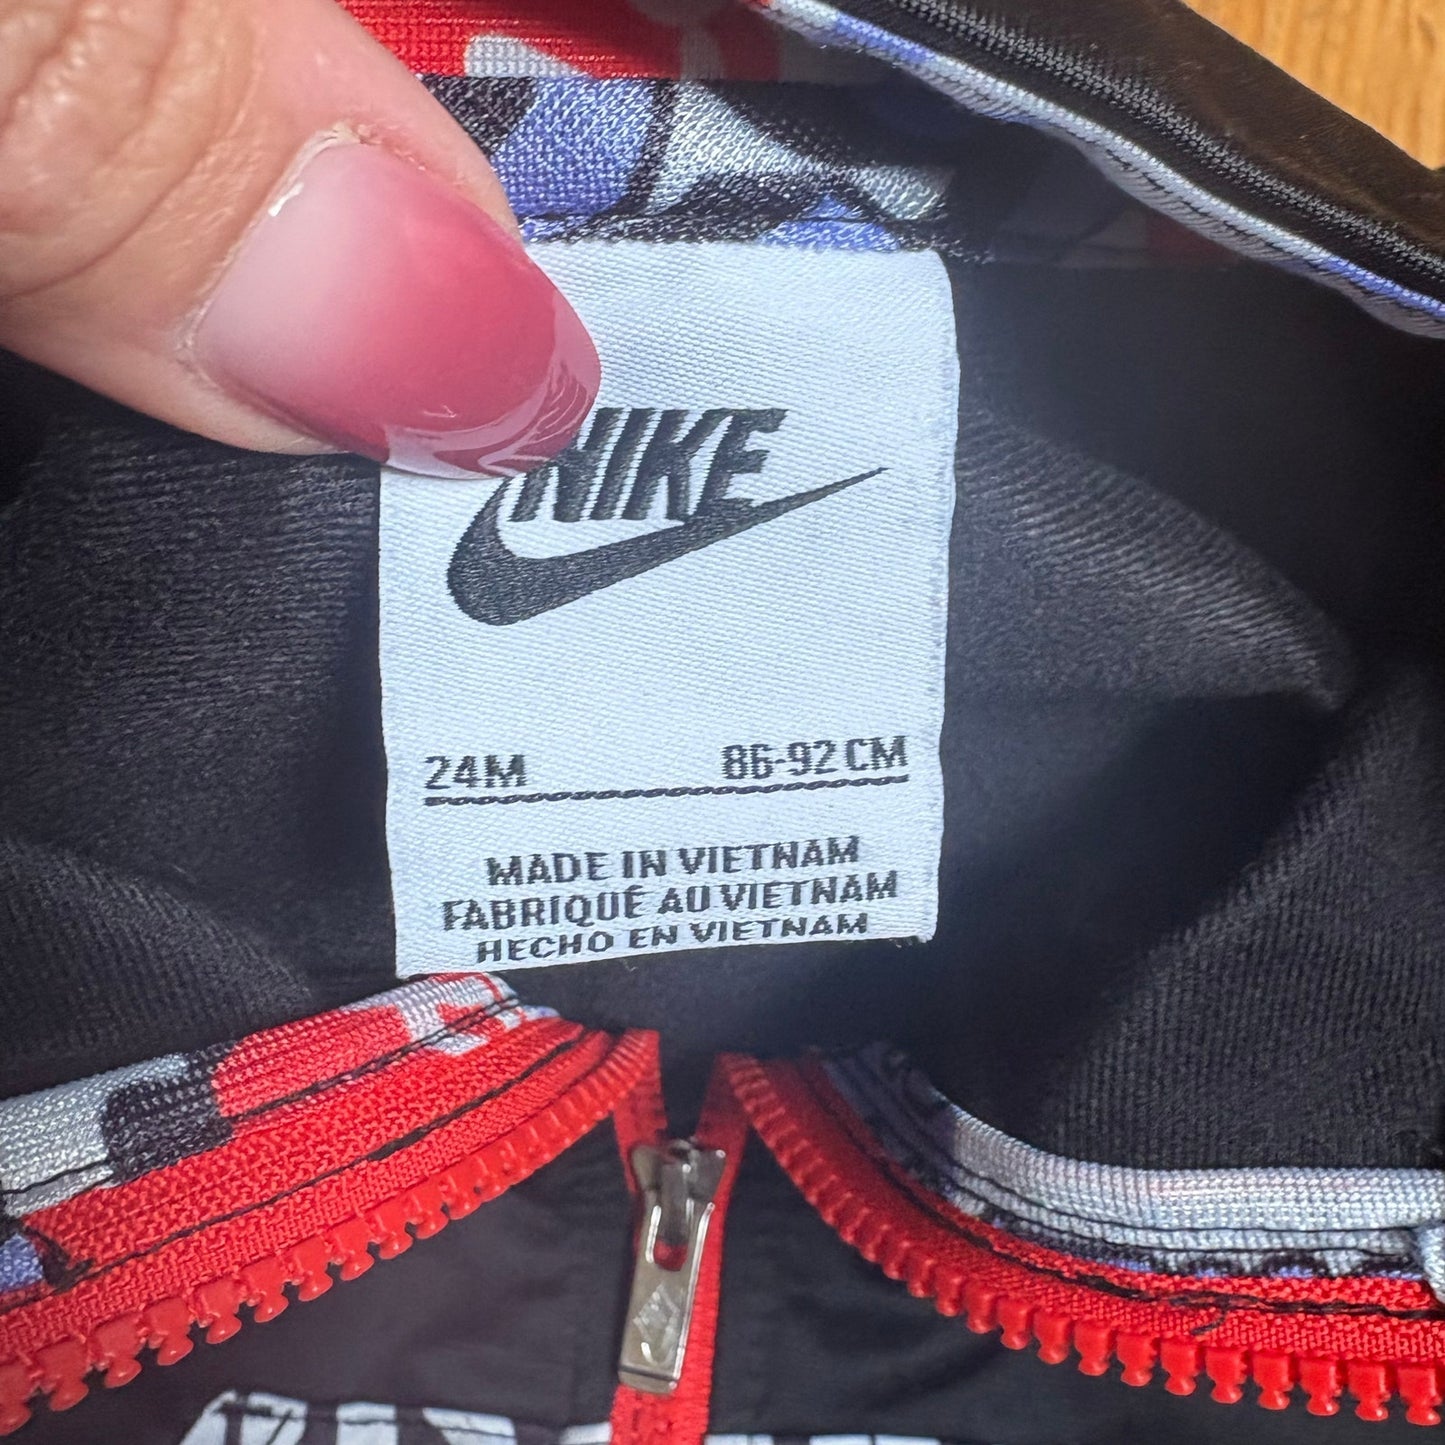 NIKE
24M 86-92 CM
MADE IN VIETNAM
FABRIQUÉ AU VIETNAM
HECHO EN VIETNAM